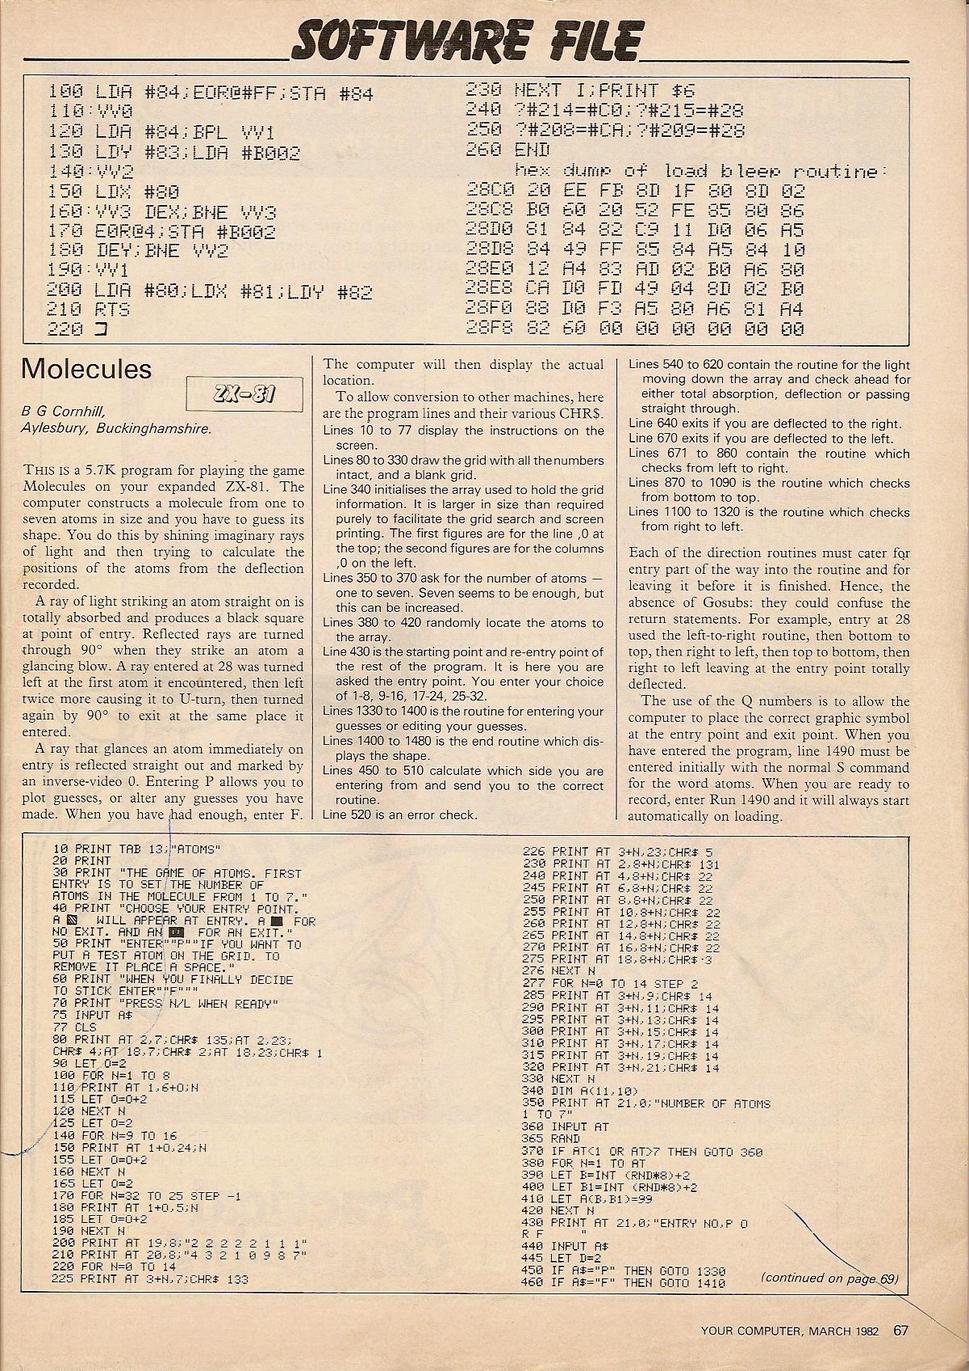 SOFTWARE FILE
100 LDA #84;EOR@#FF;STA #84
110:VV0
120 LDA #84;BPL VV1
130 LDY #83;LDA #B002
140:VV2
150 LDX #80
160:VV3 DEX;BNE VV3
170 EOR@4;STA #B002
180 DEY;BNE VV2
190:VV1
200 LDA #80;LDX #81;LDY #82
210 RTS
220 ]
230 NEXT I;PRINT $6
240 ?#214=#C0;?#215=#28
250 ?#208=#CA;?#209=#28
260 END
hex dump of load bleep routine:
28C0 20 EE FB 8D 1F 80 8D 02
28C8 B0 60 20 52 FE 85 80 86
28D0 81 84 82 C9 11 D0 06 A5
28D8 84 49 FF 85 84 A5 84 10
28E0 12 A4 83 AD 02 B0 A6 80
28E8 CA D0 FD 49 04 8D 02 B0
28F0 88 D0 F3 A5 80 A6 81 A4
28F8 82 60 00 00 00 00 00 00
Molecules
ZX-81
B G Cornhill,
Aylesbury, Buckinghamshire.
THIS IS a 5.7K program for playing the game
Molecules on your expanded ZX-81. The
computer constructs a molecule from one to
seven atoms in size and you have to guess its
shape. You do this by shining imaginary rays
of light and then trying to calculate the
positions of the atoms from the deflection
recorded.
A ray of light striking an atom straight on is
totally absorbed and produces a black square
at point of entry. Reflected rays are turned
through 90° when they strike an atom a
glancing blow. A ray entered at 28 was turned
left at the first atom it encountered, then left
twice more causing it to U-turn, then turned
again by 90° to exit at the same place it
entered.
A ray that glances an atom immediately on
entry is reflected straight out and marked by
an inverse-video 0. Entering P allows you to
plot guesses, or alter any guesses you have
made. When you have had enough, enter F.
The computer will then display the actual
location.
To allow conversion to other machines, here
are the program lines and their various CHR$.
Lines 10 to 77 display the instructions on the
screen.
Lines 80 to 330 draw the grid with all the numbers
intact, and a blank grid.
Line 340 initialises the array used to hold the grid
information. It is larger in size than required
purely to facilitate the grid search and screen
printing. The first figures are for the line ,0 at
the top; the second figures are for the columns
,0 on the left.
Lines 350 to 370 ask for the number of atoms —
one to seven. Seven seems to be enough, but
this can be increased.
Lines 380 to 420 randomly locate the atoms to
the array.
Line 430 is the starting point and re-entry point of
the rest of the program. It is here you are
asked the entry point. You enter your choice
of 1-8, 9-16, 17-24, 25-32.
Lines 1330 to 1400 is the routine for entering your
guesses or editing your guesses.
Lines 1400 to 1480 is the end routine which dis-
plays the shape.
Lines 450 to 510 calculate which side you are
entering from and send you to the correct
routine.
Line 520 is an error check.
Lines 540 to 620 contain the routine for the light
moving down the array and check ahead for
either total absorption, deflection or passing
straight through.
Line 640 exits if you are deflected to the right.
Line 670 exits if you are deflected to the left.
Lines 671 to 860 contain the routine which
checks from left to right.
Lines 870 to 1090 is the routine which checks
from bottom to top.
Lines 1100 to 1320 is the routine which checks
from right to left.
Each of the direction routines must cater for
entry part of the way into the routine and for
leaving it before it is finished. Hence, the
absence of Gosubs: they could confuse the
return statements. For example, entry at 28
used the left-to-right routine, then bottom to
top, then right to left, then top to bottom, then
right to left leaving at the entry point totally
deflected.
The use of the Q numbers is to allow the
computer to place the correct graphic symbol
at the entry point and exit point. When you
have entered the program, line 1490 must be
entered initially with the normal S command
for the word atoms. When you are ready to
record, enter Run 1490 and it will always start
automatically on loading.
10 PRINT TAB 13;"ATOMS"
20 PRINT
30 PRINT "THE GAME OF ATOMS. FIRST
ENTRY IS TO SET THE NUMBER OF
ATOMS IN THE MOLECULE FROM 1 TO 7."
40 PRINT "CHOOSE YOUR ENTRY POINT.
A WILL APPEAR AT ENTRY. A FOR
NO EXIT. AND AN FOR AN EXIT."
50 PRINT "ENTER""P""IF YOU WANT TO
PUT A TEST ATOM ON THE GRID. TO
REMOVE IT PLACE A SPACE."
60 PRINT "WHEN YOU FINALLY DECIDE
TO STICK ENTER""F"""
70 PRINT "PRESS N/L WHEN READY"
75 INPUT A$
77 CLS
80 PRINT AT 2,7;CHR$ 135;AT 2,23;
CHR$ 4;AT 18,7;CHR$ 2;AT 18,23;CHR$ 1
90 LET O=2
100 FOR N=1 TO 8
110 PRINT AT 1,6+O;N
115 LET O=O+2
120 NEXT N
125 LET O=2
140 FOR N=9 TO 16
150 PRINT AT 1+O,24;N
155 LET O=O+2
160 NEXT N
165 LET O=2
170 FOR N=32 TO 25 STEP -1
180 PRINT AT 1+O,5;N
185 LET O=O+2
190 NEXT N
200 PRINT AT 19,8;"2 2 2 2 2 1 1 1"
210 PRINT AT 20,8;"4 3 2 1 0 9 8 7"
220 FOR N=0 TO 14
225 PRINT AT 3+N,7;CHR$ 133
226 PRINT AT 3+N,23;CHR$ 5
230 PRINT AT 2,8+N;CHR$ 131
240 PRINT AT 4,8+N;CHR$ 22
245 PRINT AT 6,8+N;CHR$ 22
250 PRINT AT 8,8+N;CHR$ 22
255 PRINT AT 10,8+N;CHR$ 22
260 PRINT AT 12,8+N;CHR$ 22
265 PRINT AT 14,8+N;CHR$ 22
270 PRINT AT 16,8+N;CHR$ 22
275 PRINT AT 18,8+N;CHR$ 3
276 NEXT N
277 FOR N=0 TO 14 STEP 2
285 PRINT AT 3+N,9;CHR$ 14
290 PRINT AT 3+N,11;CHR$ 14
295 PRINT AT 3+N,13;CHR$ 14
300 PRINT AT 3+N,15;CHR$ 14
310 PRINT AT 3+N,17;CHR$ 14
315 PRINT AT 3+N,19;CHR$ 14
320 PRINT AT 3+N,21;CHR$ 14
330 NEXT N
340 DIM A(11,10)
350 PRINT AT 21,0;"NUMBER OF ATOMS
1 TO 7"
360 INPUT AT
365 RAND
370 IF AT<1 OR AT>7 THEN GOTO 360
380 FOR N=1 TO AT
390 LET B=INT (RND*8)+2
400 LET B1=INT (RND*8)+2
410 LET A(B,B1)=99
420 NEXT N
430 PRINT AT 21,0;"ENTRY NO,P O
R F "
440 INPUT A$
445 LET D=2
450 IF A$="P" THEN GOTO 1330
460 IF A$="F" THEN GOTO 1410
(continued on page 69)
YOUR COMPUTER, MARCH 1982 67